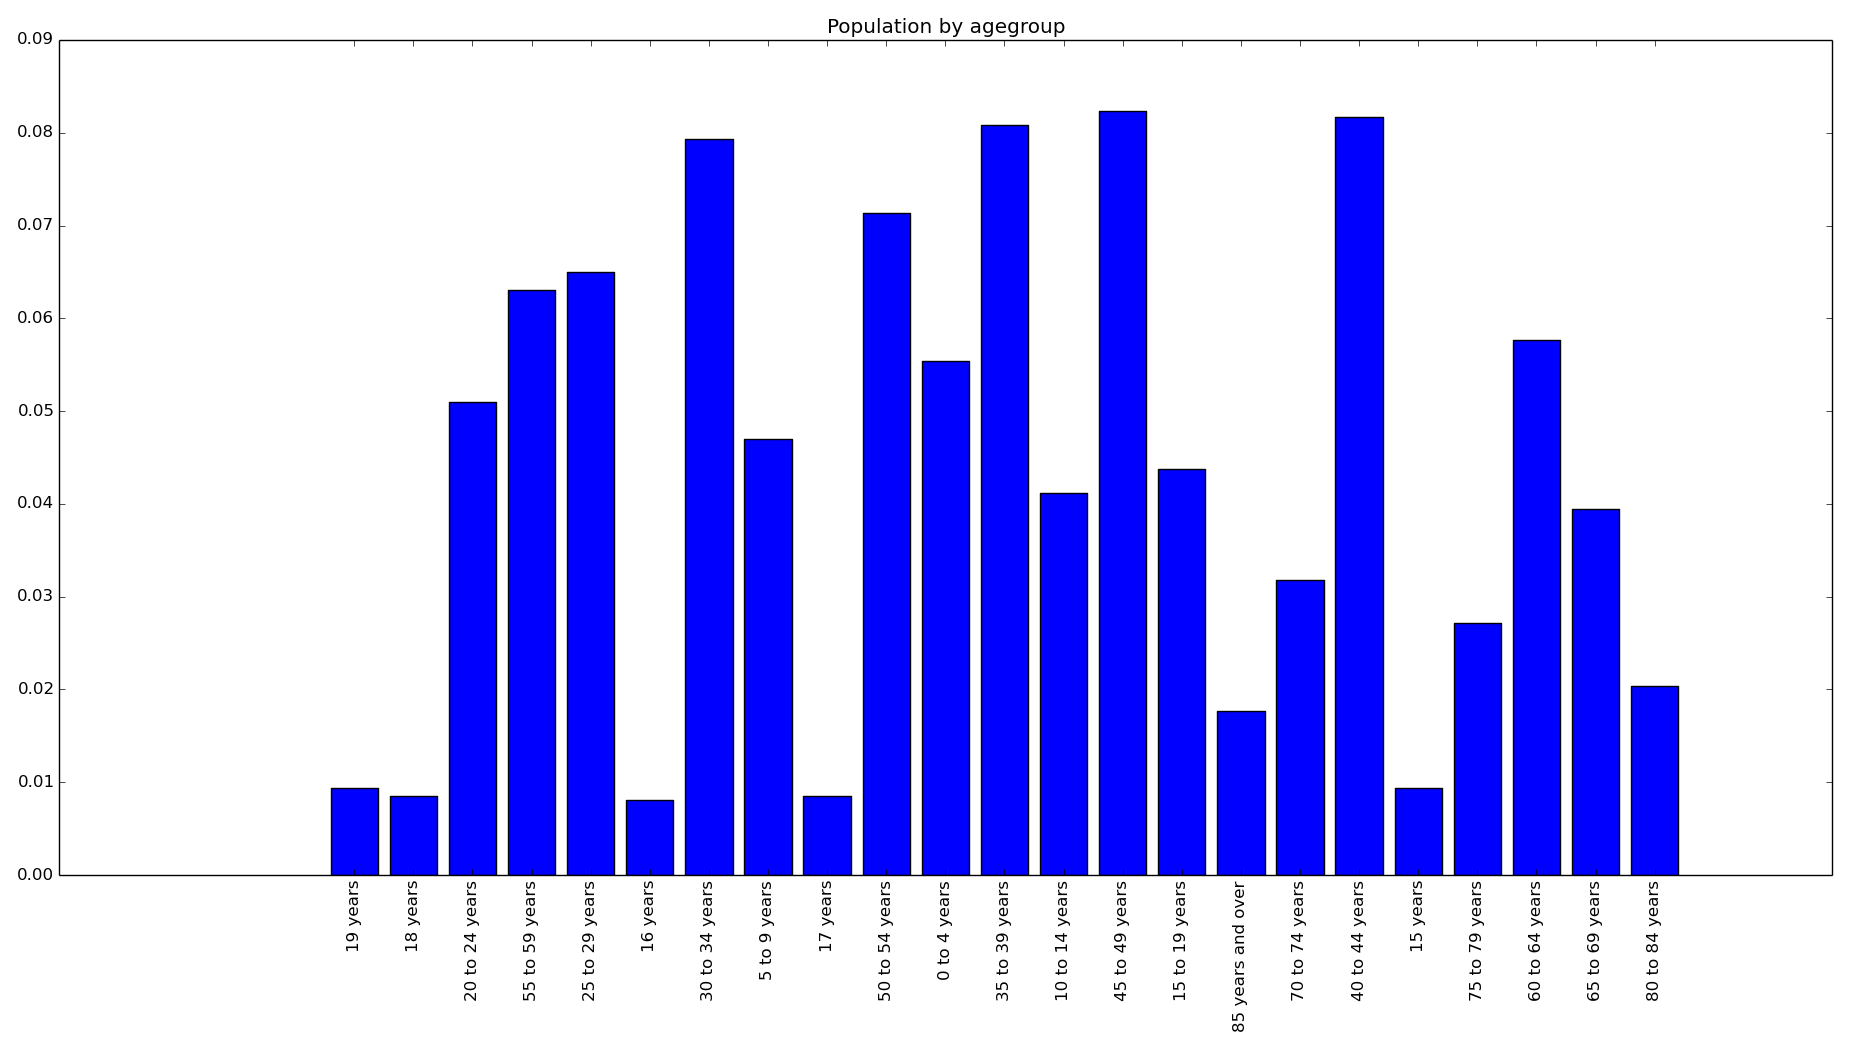 Population by agegroup
0.09
0.08
0.07
0.06
0.05
0.04
0.03
0.02
0.01
0.00
19 years
18 years
20 to 24 years
55 to 59 years
25 to 29 years
16 years
30 to 34 years
5 to 9 years
17 years
50 to 54 years
0 to 4 years
35 to 39 years
10 to 14 years
45 to 49 years
15 to 19 years
85 years and over
70 to 74 years
40 to 44 years
15 years
75 to 79 years
60 to 64 years
65 to 69 years
80 to 84 years